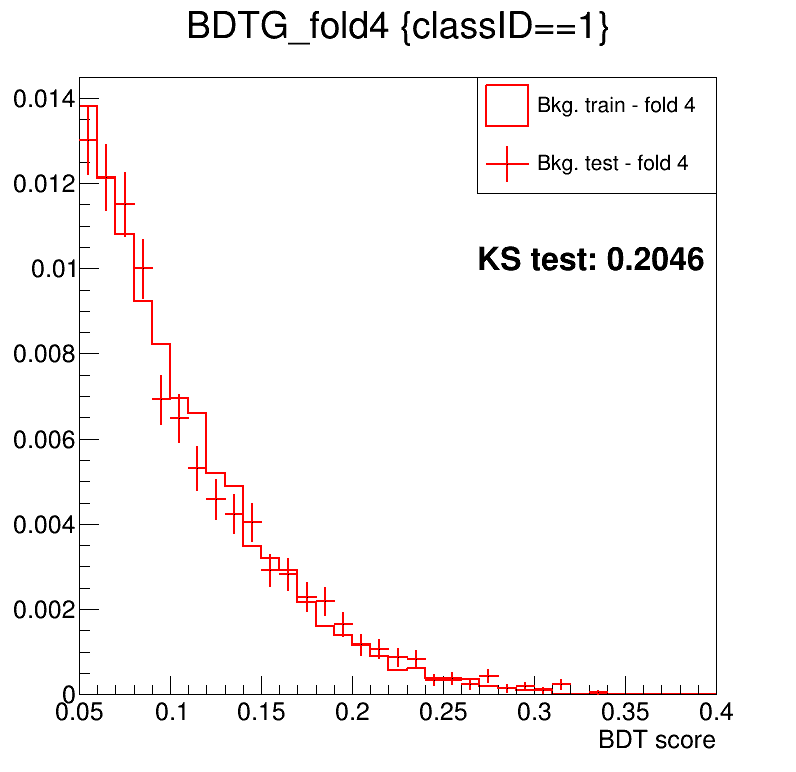 BDTG_fold4 {classID==1}
Bkg. train - fold 4
Bkg. test - fold 4
KS test: 0.2046
0.014
0.012
0.01
0.008
0.006
0.004
0.002
0
0.05 0.1 0.15 0.2 0.25 0.3 0.35 0.4
BDT score